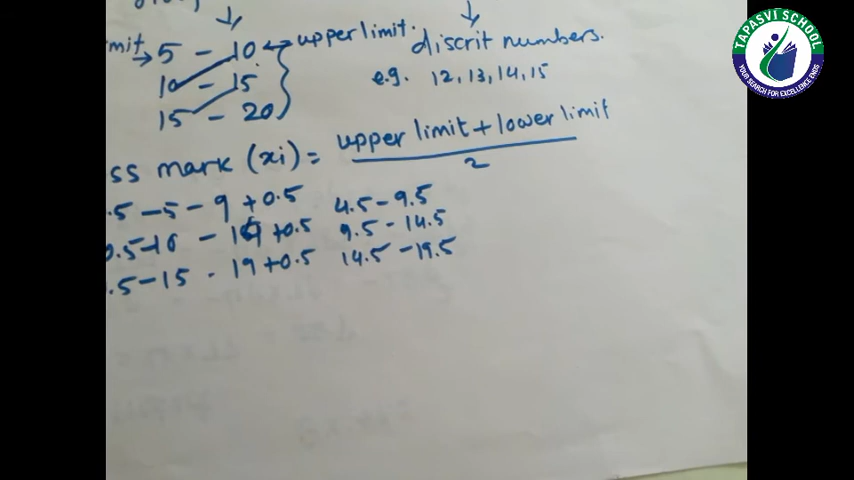 mit → 5 - 10 ← upper limit. discrit numbers.
10 - 15 e.g. 12, 13, 14, 15
15 - 20
ss mark (xi) = upper limit + lower limit
2
.5 - 5 - 9 + 0.5 4.5 - 9.5
0.5 - 10 - 14 + 0.5 9.5 - 14.5
.5 - 15 - 19 + 0.5 14.5 - 19.5
TAPASVI SCHOOL
YOUR SEARCH FOR EXCELLENCE ENDS